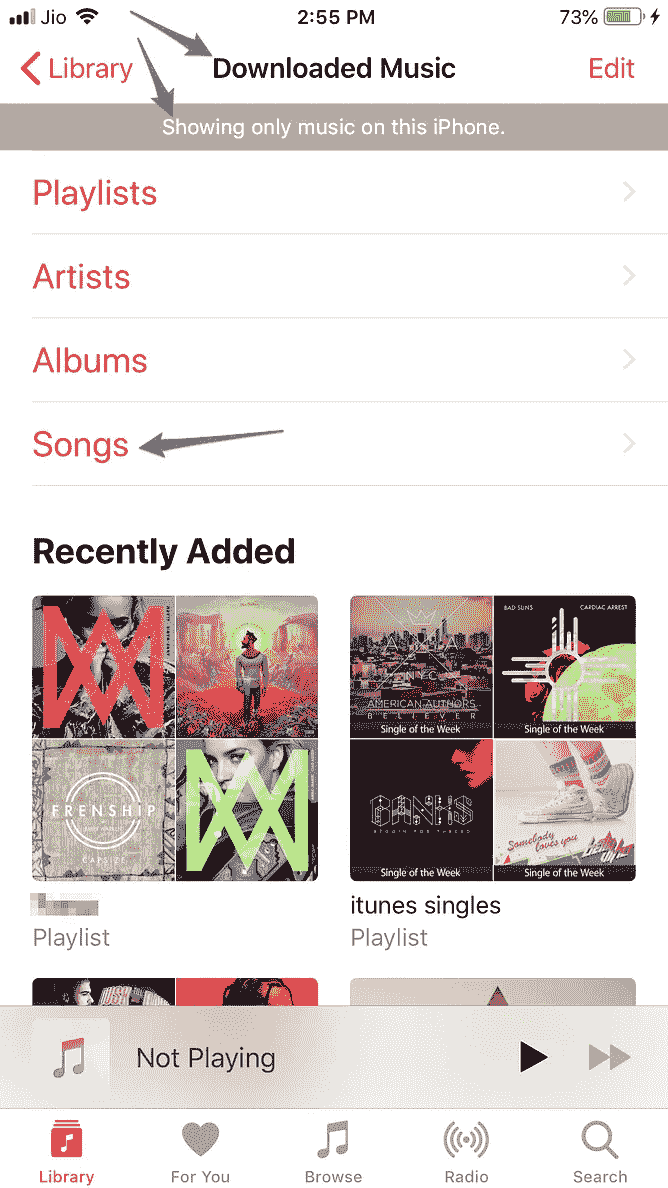 Jio 2:55 PM 73%
Library Downloaded Music Edit
Showing only music on this iPhone.
Playlists
Artists
Albums
Songs
Recently Added
BAD SUNS CARDIAC ARREST
AMERICAN AUTHORS
BELIEVER
Single of the Week Single of the Week
FRENSHIP
CAPSIZE
BANKS
Somebody
loves you
Single of the Week Single of the Week
itunes singles
Playlist Playlist
Not Playing
Library For You Browse Radio Search